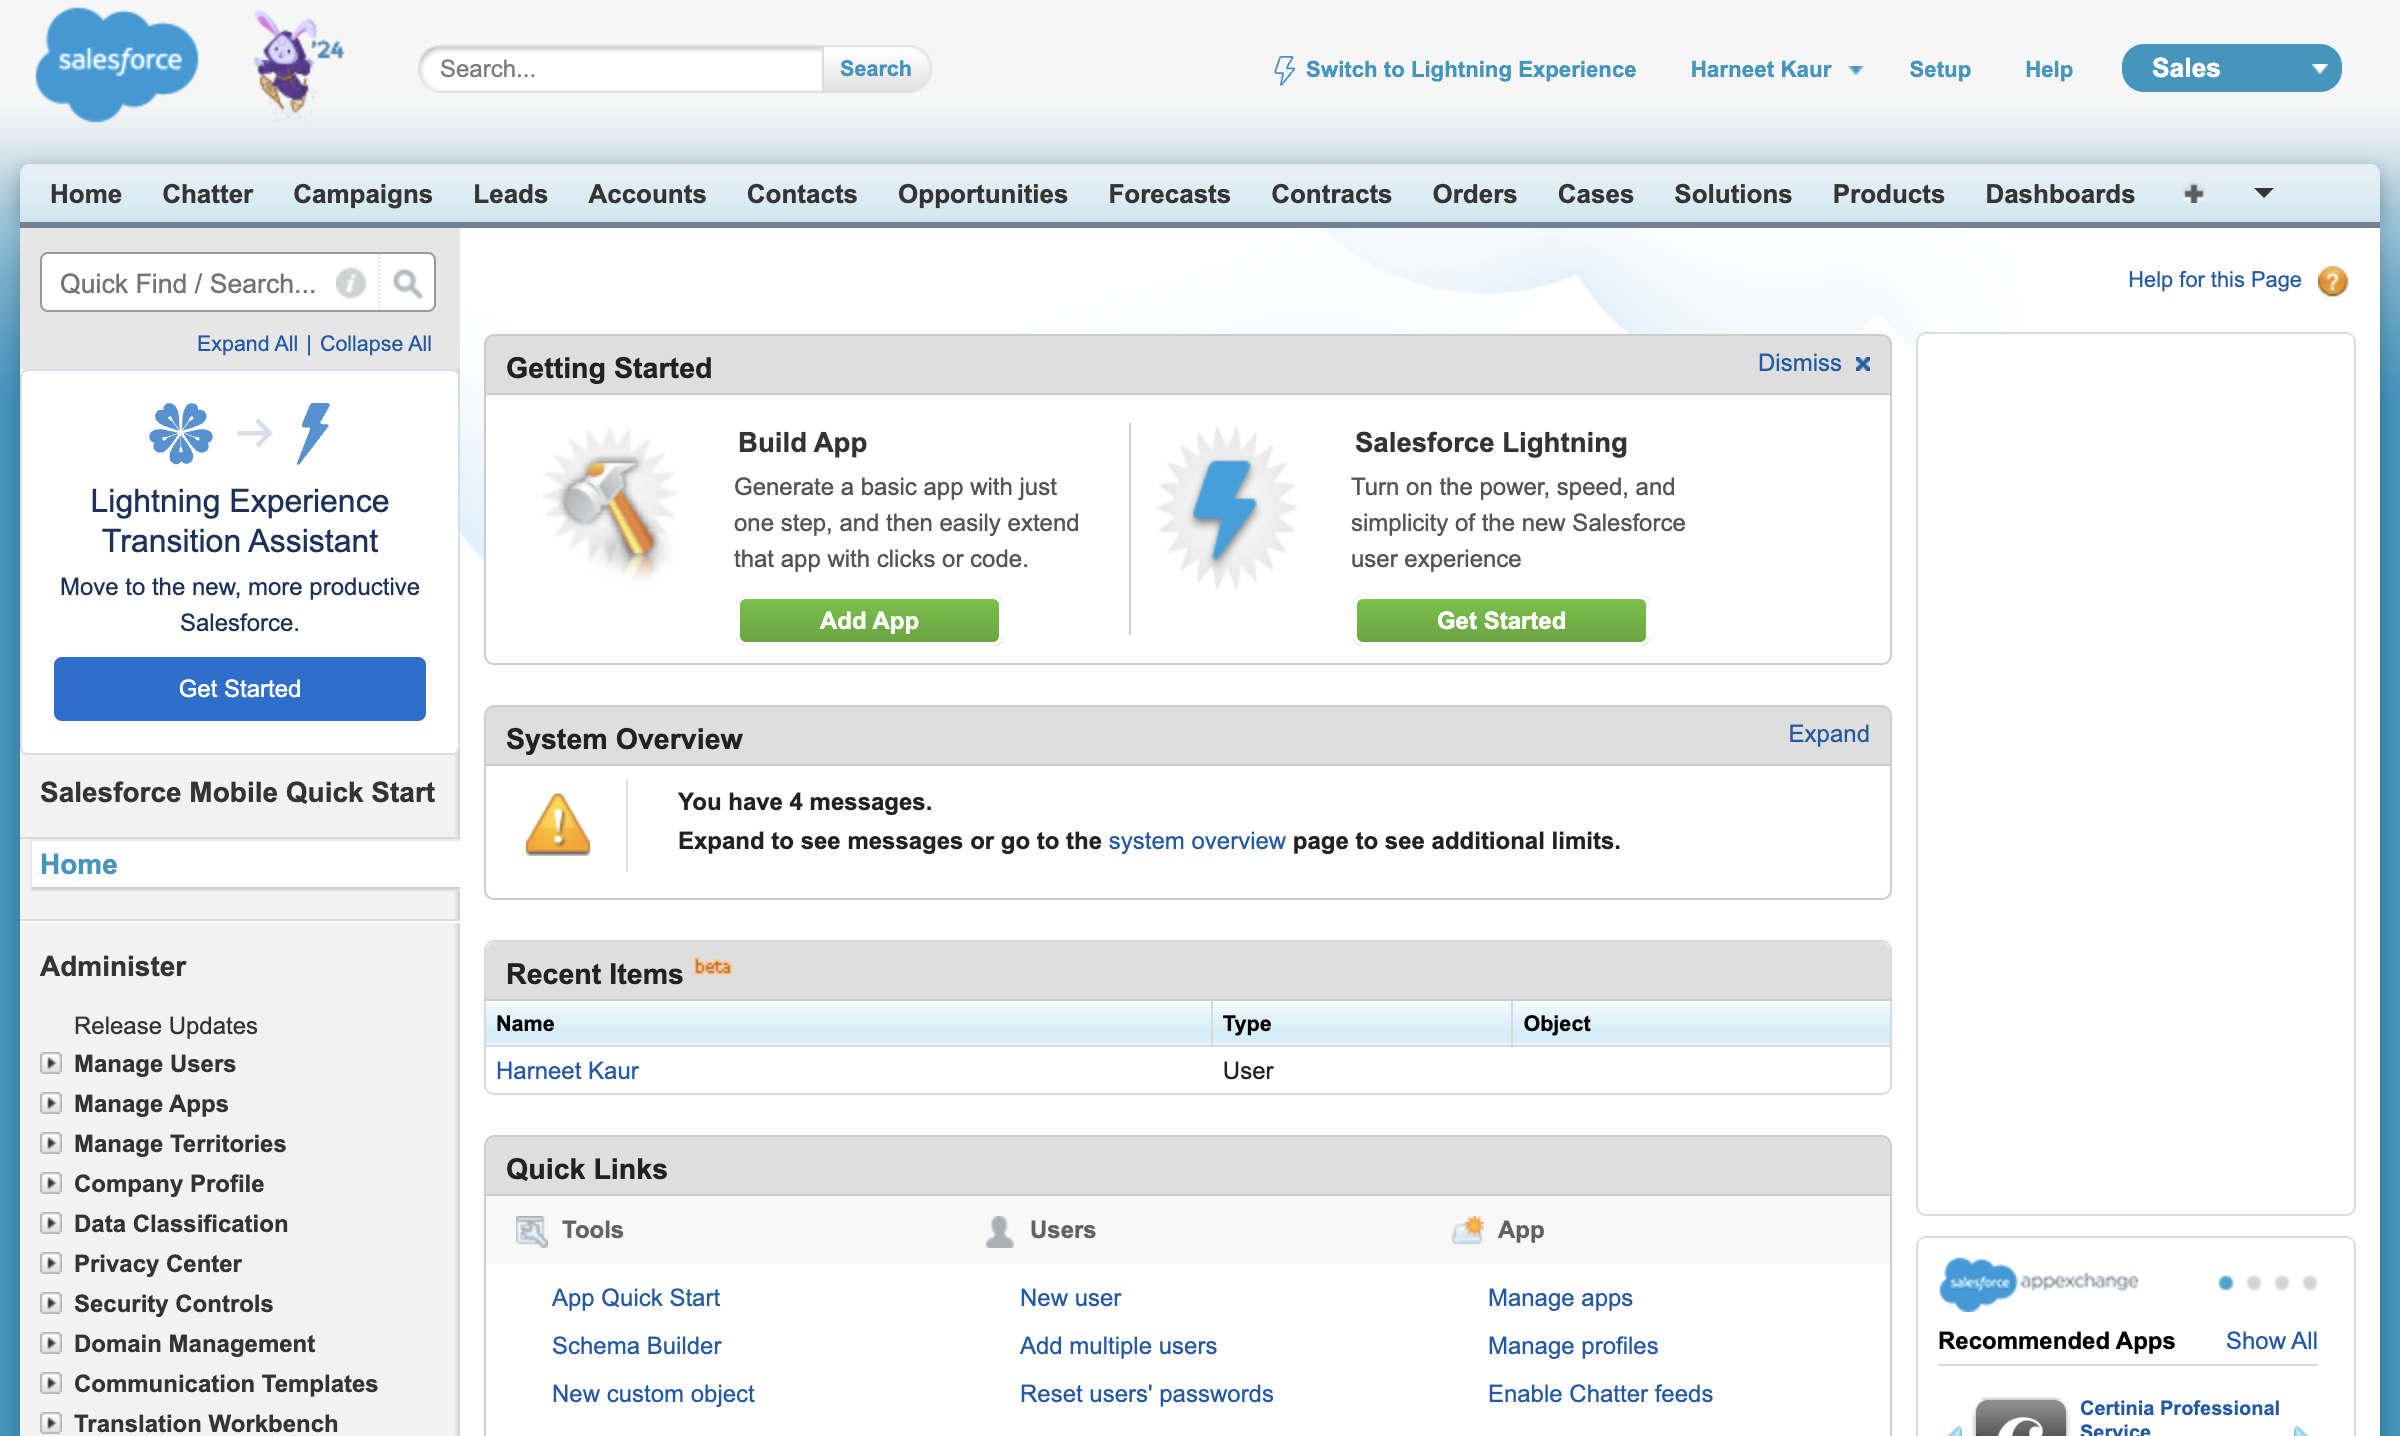 salesforce
'24
Search...
Search
Switch to Lightning Experience
Harneet Kaur
Setup
Help
Sales
Home
Chatter
Campaigns
Leads
Accounts
Contacts
Opportunities
Forecasts
Contracts
Orders
Cases
Solutions
Products
Dashboards
Quick Find / Search...
Expand All | Collapse All
Lightning Experience
Transition Assistant
Move to the new, more productive
Salesforce.
Get Started
Salesforce Mobile Quick Start
Home
Administer
Release Updates
Manage Users
Manage Apps
Manage Territories
Company Profile
Data Classification
Privacy Center
Security Controls
Domain Management
Communication Templates
Translation Workbench
Help for this Page
Getting Started
Dismiss
Build App
Generate a basic app with just
one step, and then easily extend
that app with clicks or code.
Add App
Salesforce Lightning
Turn on the power, speed, and
simplicity of the new Salesforce
user experience
Get Started
System Overview
Expand
You have 4 messages.
Expand to see messages or go to the system overview page to see additional limits.
Recent Items beta
Name
Type
Object
Harneet Kaur
User
Quick Links
Tools
Users
App
App Quick Start
New user
Manage apps
Schema Builder
Add multiple users
Manage profiles
New custom object
Reset users' passwords
Enable Chatter feeds
salesforce appexchange
Recommended Apps
Show All
Certinia Professional
Service